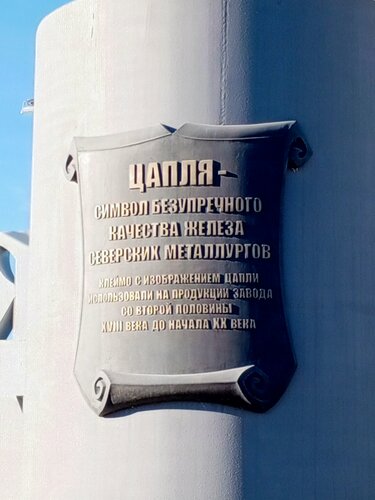 ЦАПЛЯ-
СИМВОЛ БЕЗУПРЕЧНОГО
КАЧЕСТВА ЖЕЛЕЗА
СЕВЕРСКИХ МЕТАЛЛУРГОВ
КЛЕЙМО С ИЗОБРАЖЕНИЕМ ЦАПЛИ
ИСПОЛЬЗОВАЛИ НА ПРОДУКЦИИ ЗАВОДА
СО ВТОРОЙ ПОЛОВИНЫ
XVIII ВЕКА ДО НАЧАЛА XX ВЕКА